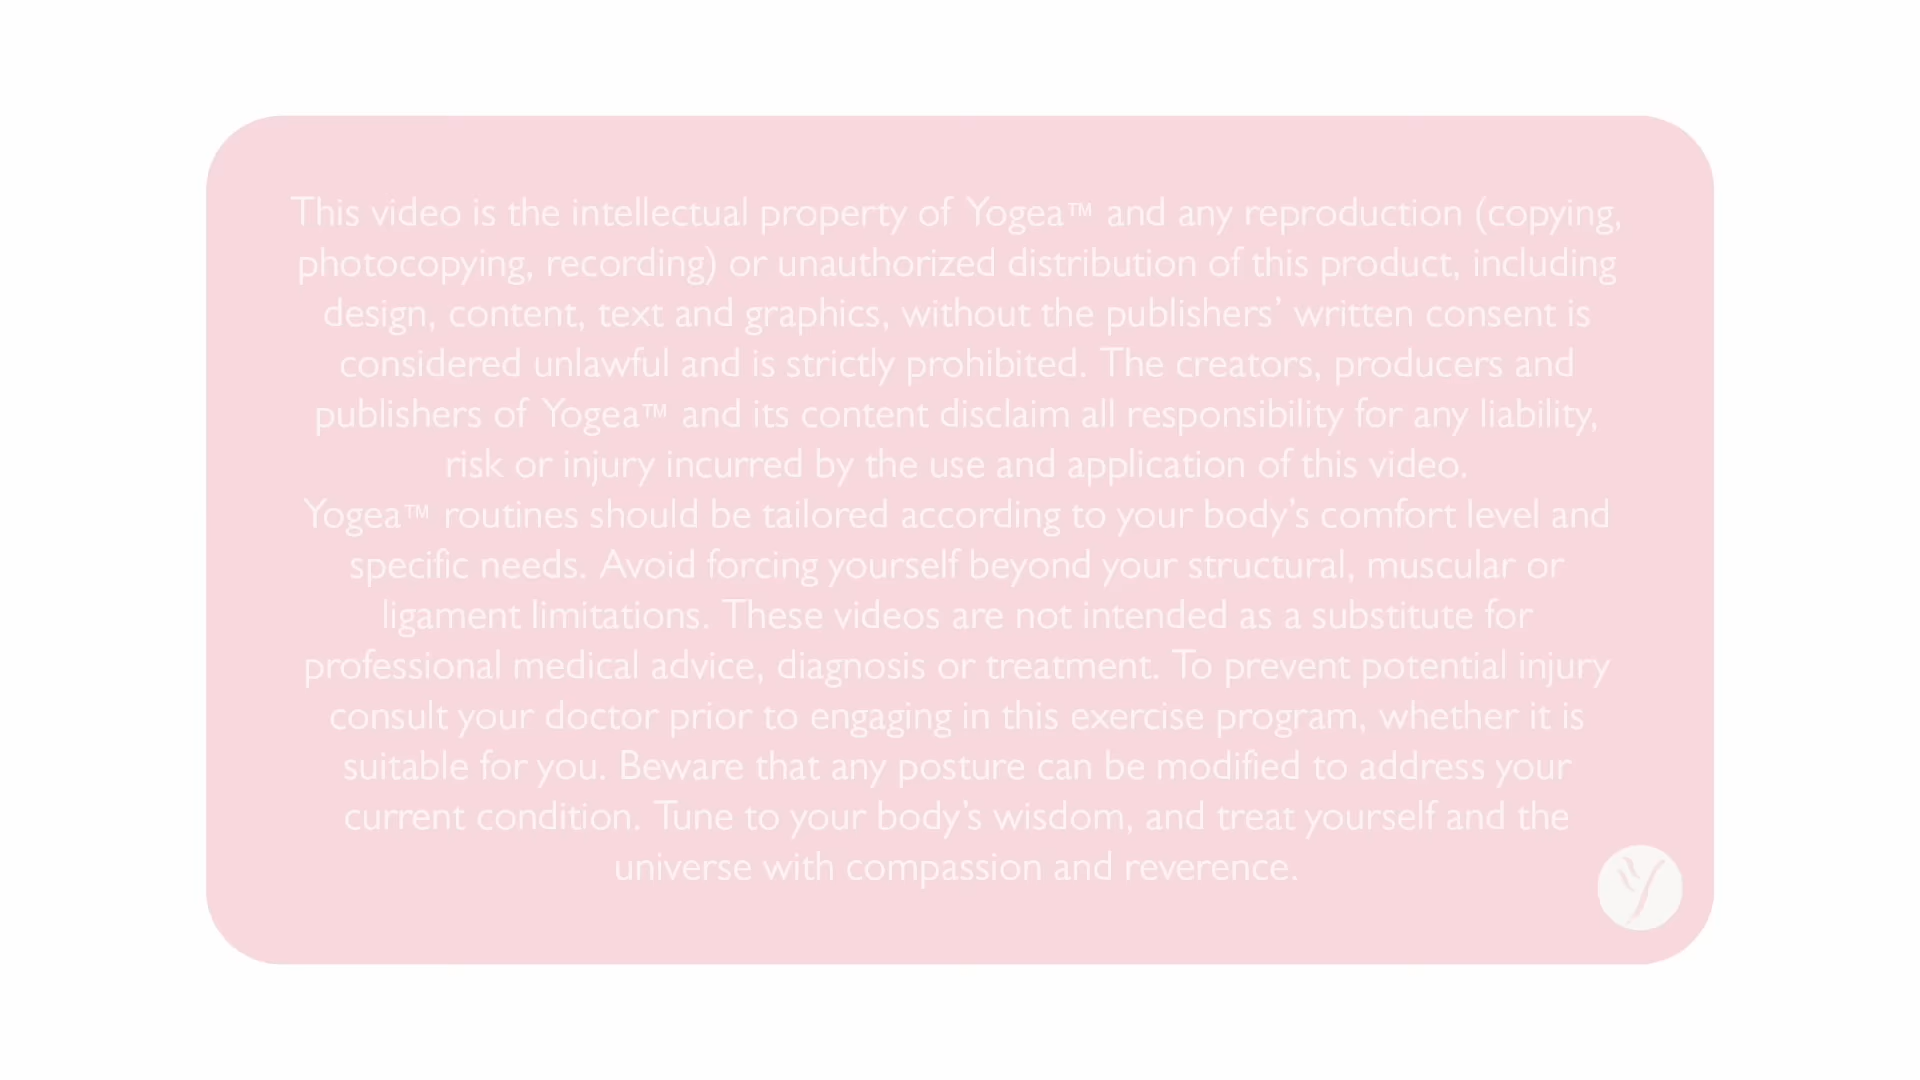 This video is the intellectual property of Yogea™ and any reproduction (copying,
photocopying, recording) or unauthorized distribution of this product, including
design, content, text and graphics, without the publishers’ written consent is
considered unlawful and is strictly prohibited. The creators, producers and
publishers of Yogea™ and its content disclaim all responsibility for any liability,
risk or injury incurred by the use and application of this video.
Yogea™ routines should be tailored according to your body’s comfort level and
specific needs. Avoid forcing yourself beyond your structural, muscular or
ligament limitations. These videos are not intended as a substitute for
professional medical advice, diagnosis or treatment. To prevent potential injury
consult your doctor prior to engaging in this exercise program, whether it is
suitable for you. Beware that any posture can be modified to address your
current condition. Tune to your body’s wisdom, and treat yourself and the
universe with compassion and reverence.